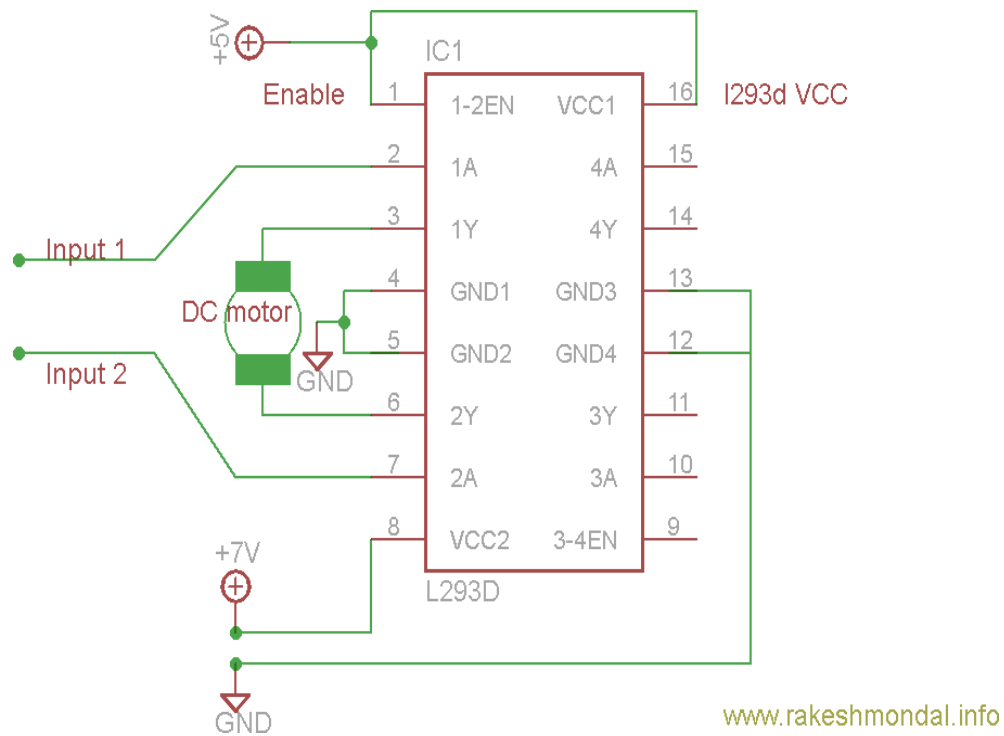 +5V
IC1
Enable
1
1-2EN
VCC1
16
l293d VCC
2
1A
4A
15
3
1Y
4Y
14
Input 1
4
GND1
GND3
13
DC motor
5
GND2
GND4
12
Input 2
GND
6
2Y
3Y
11
7
2A
3A
10
8
VCC2
3-4EN
9
+7V
L293D
GND
www.rakeshmondal.info